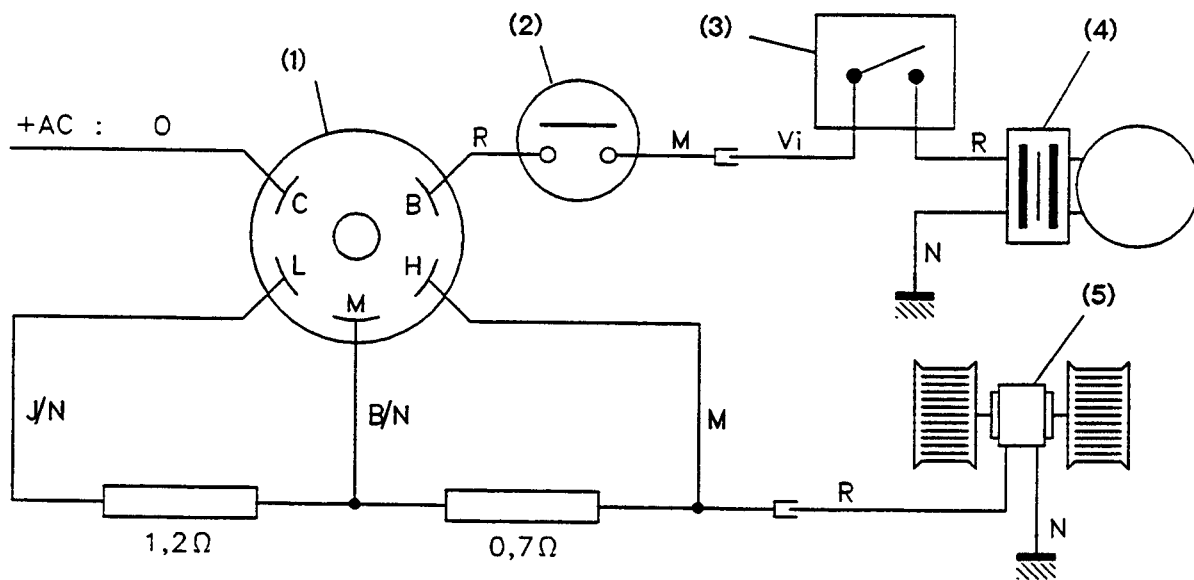 (1)
(2)
(3)
(4)
+AC : O
R
M
Vi
R
C
B
L
H
M
N
(5)
J/N
B/N
M
R
N
1,2Ω
0,7Ω